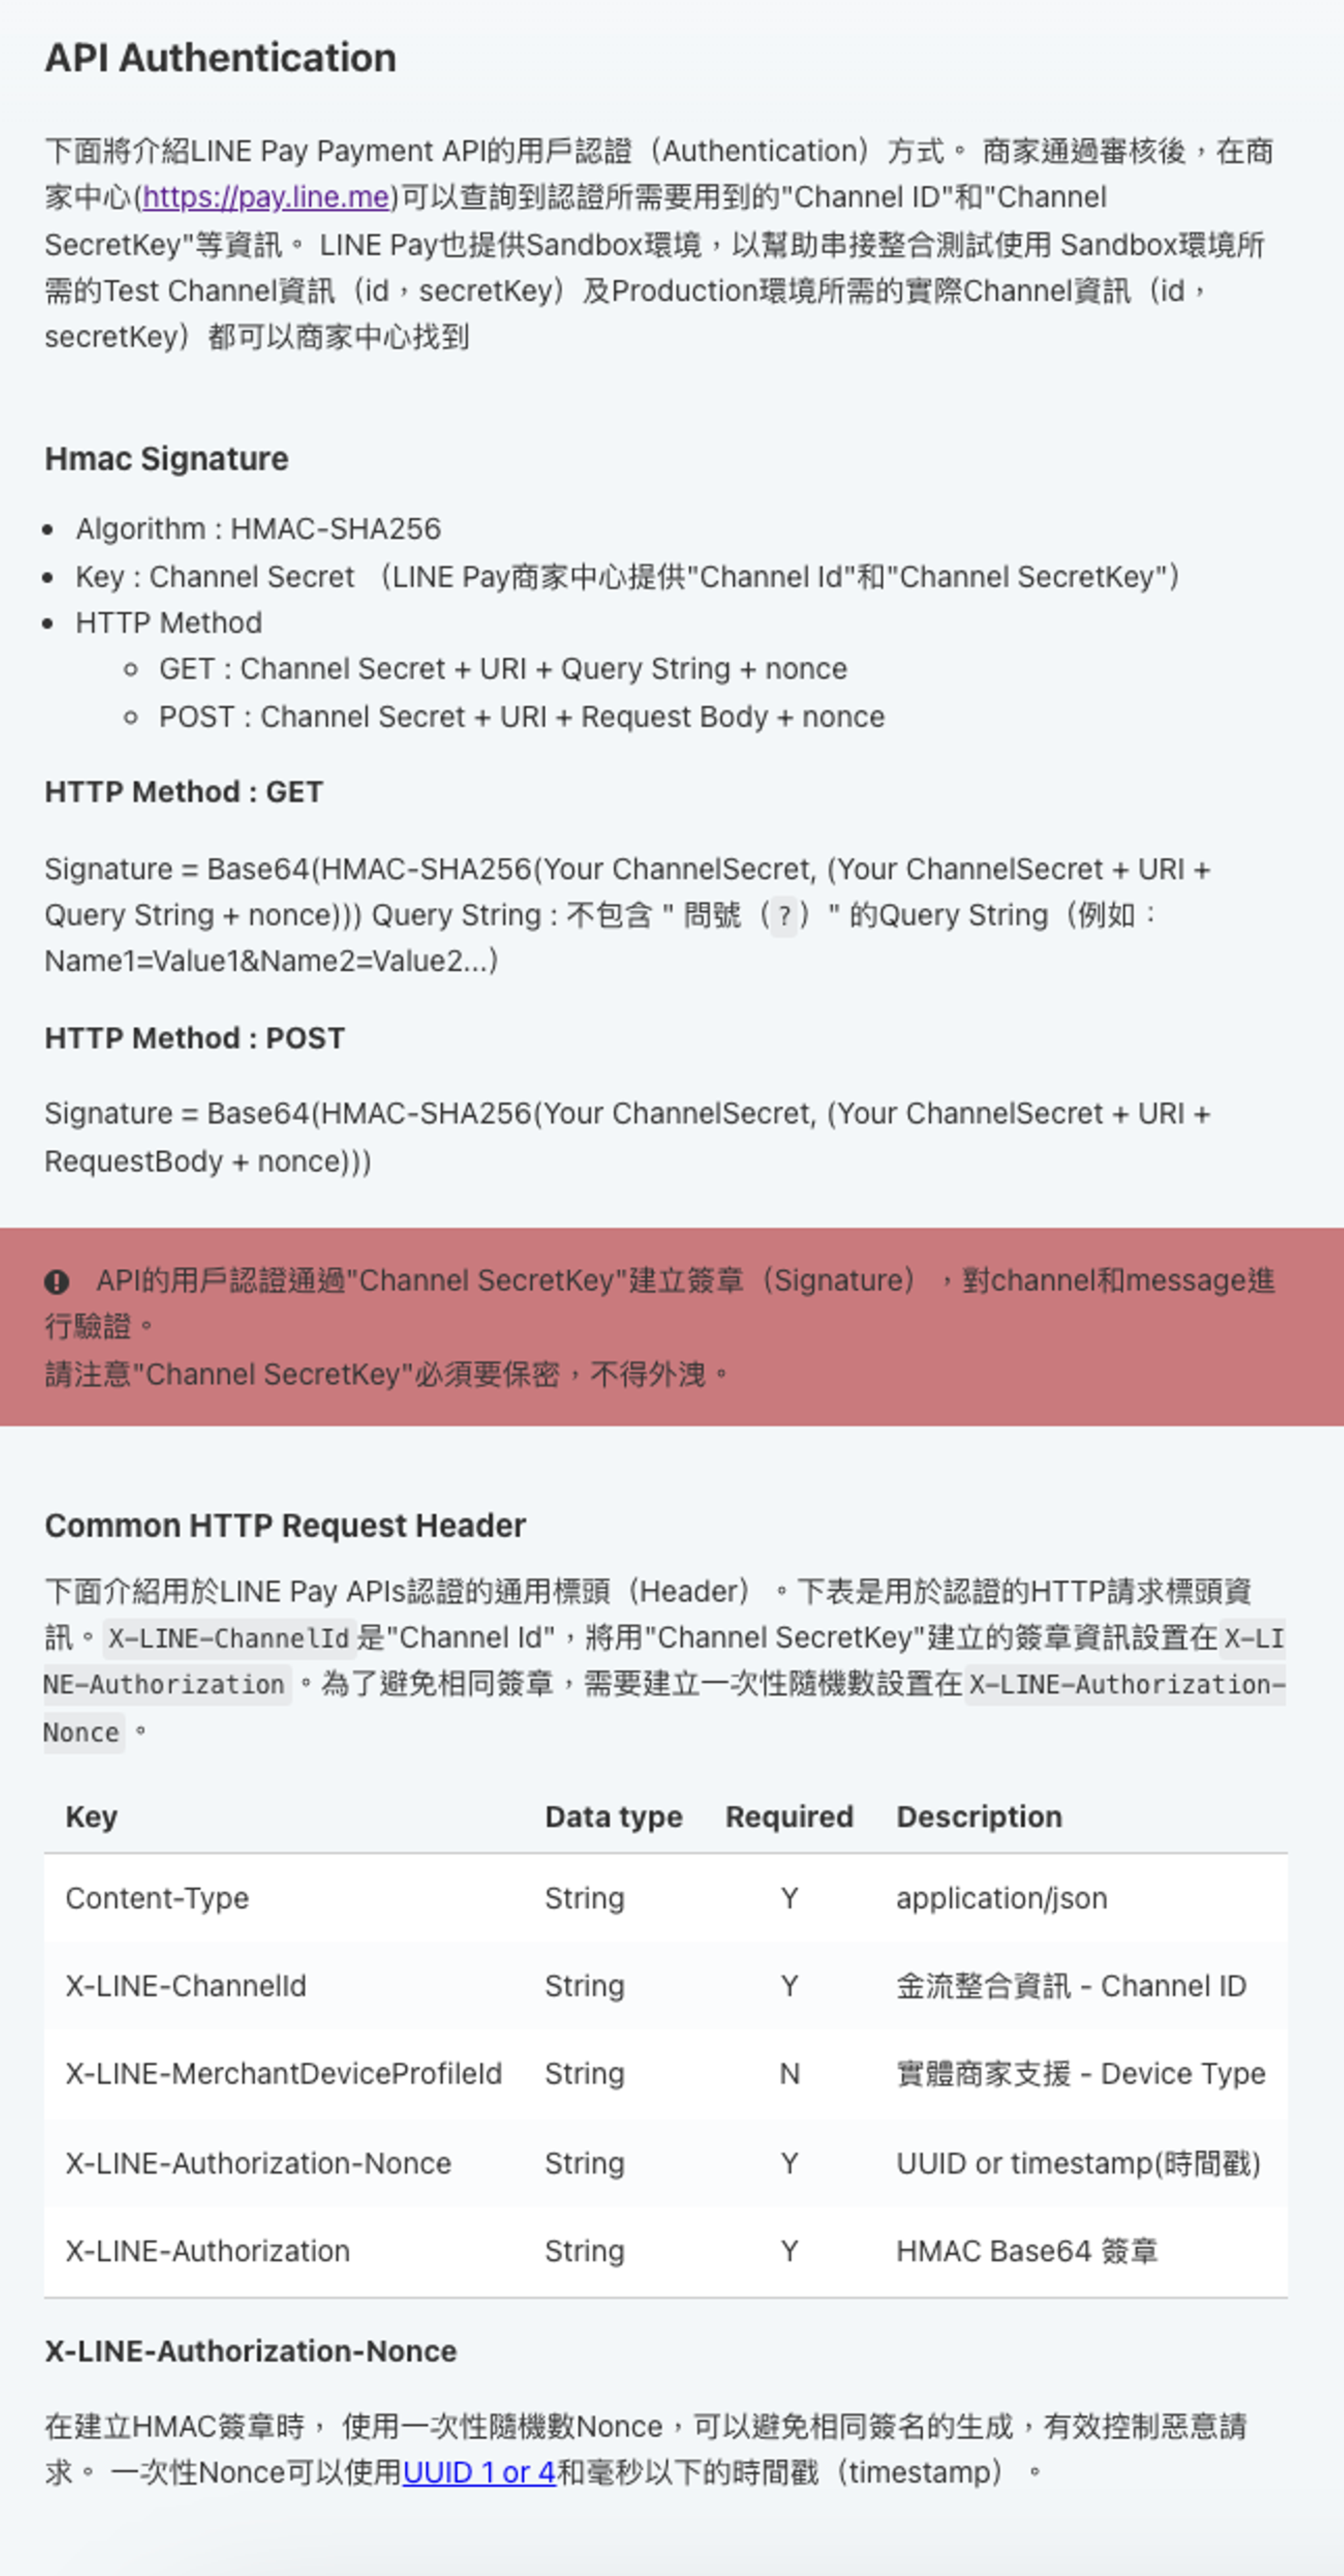 API Authentication
下面將介紹LINE Pay Payment API的用戶認證（Authentication）方式。 商家通過審核後，在商
家中心(https://pay.line.me)可以查詢到認證所需要用到的"Channel ID"和"Channel
SecretKey"等資訊。 LINE Pay也提供Sandbox環境，以幫助串接整合測試使用 Sandbox環境所
需的Test Channel資訊（id，secretKey）及Production環境所需的實際Channel資訊（id，
secretKey）都可以商家中心找到
Hmac Signature
• Algorithm : HMAC-SHA256
• Key : Channel Secret （LINE Pay商家中心提供"Channel Id"和"Channel SecretKey"）
• HTTP Method
◦ GET : Channel Secret + URI + Query String + nonce
◦ POST : Channel Secret + URI + Request Body + nonce
HTTP Method : GET
Signature = Base64(HMAC-SHA256(Your ChannelSecret, (Your ChannelSecret + URI +
Query String + nonce))) Query String : 不包含 " 問號（?）" 的Query String（例如：
Name1=Value1&Name2=Value2...）
HTTP Method : POST
Signature = Base64(HMAC-SHA256(Your ChannelSecret, (Your ChannelSecret + URI +
RequestBody + nonce)))
API的用戶認證通過"Channel SecretKey"建立簽章（Signature），對channel和message進
行驗證。
請注意"Channel SecretKey"必須要保密，不得外洩。
Common HTTP Request Header
下面介紹用於LINE Pay APIs認證的通用標頭（Header）。下表是用於認證的HTTP請求標頭資
訊。X-LINE-ChannelId是"Channel Id"，將用"Channel SecretKey"建立的簽章資訊設置在X-LI
NE-Authorization。為了避免相同簽章，需要建立一次性隨機數設置在X-LINE-Authorization-
Nonce。
Key Data type Required Description
Content-Type String Y application/json
X-LINE-ChannelId String Y 金流整合資訊 - Channel ID
X-LINE-MerchantDeviceProfileId String N 實體商家支援 - Device Type
X-LINE-Authorization-Nonce String Y UUID or timestamp(時間戳)
X-LINE-Authorization String Y HMAC Base64 簽章
X-LINE-Authorization-Nonce
在建立HMAC簽章時， 使用一次性隨機數Nonce，可以避免相同簽名的生成，有效控制惡意請
求。 一次性Nonce可以使用UUID 1 or 4和毫秒以下的時間戳（timestamp）。